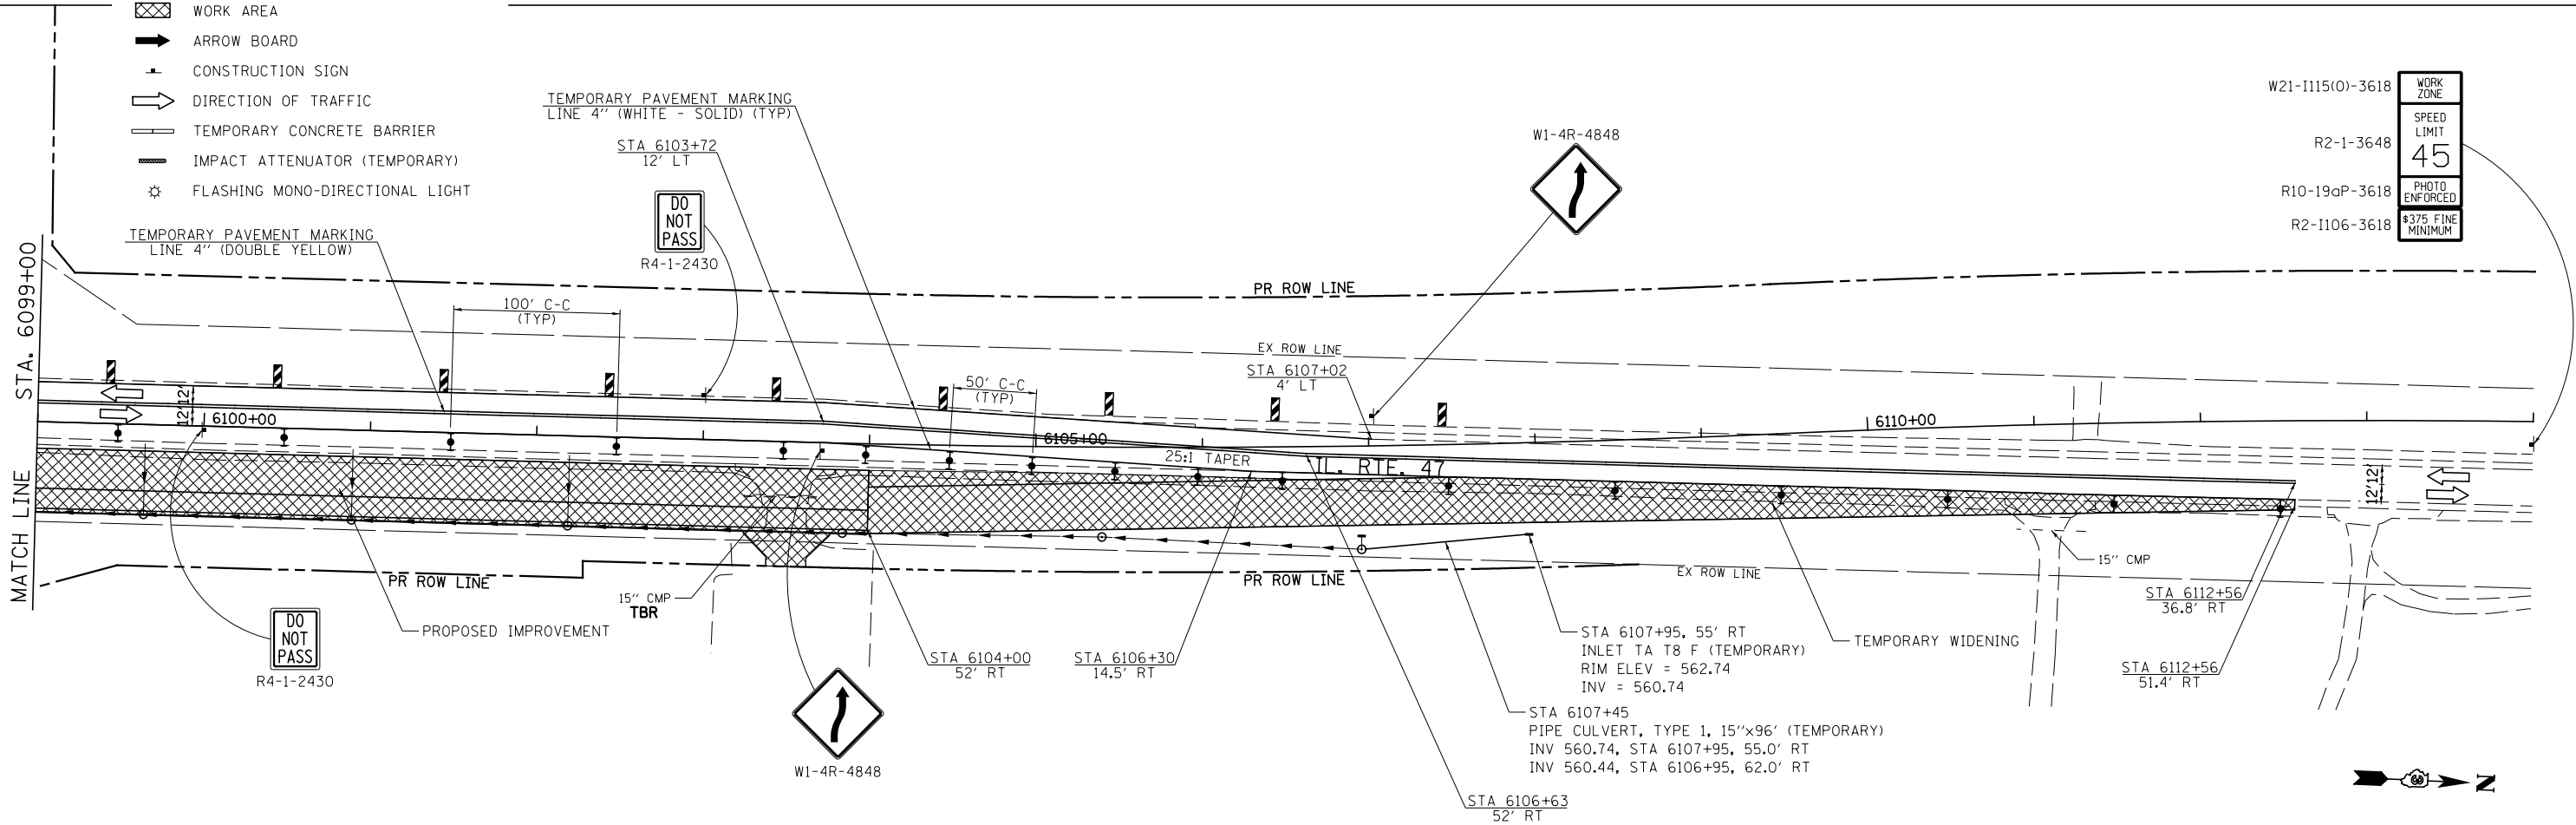 WORK AREA
ARROW BOARD
CONSTRUCTION SIGN
DIRECTION OF TRAFFIC
TEMPORARY CONCRETE BARRIER
IMPACT ATTENUATOR (TEMPORARY)
FLASHING MONO-DIRECTIONAL LIGHT
TEMPORARY PAVEMENT MARKING
LINE 4'' (DOUBLE YELLOW)
TEMPORARY PAVEMENT MARKING
LINE 4'' (WHITE - SOLID) (TYP)
STA 6103+72
12' LT
DO
NOT
PASS
R4-1-2430
W1-4R-4848
W21-I115(O)-3618
WORK
ZONE
R2-1-3648
SPEED
LIMIT
45
R10-19aP-3618
PHOTO
ENFORCED
R2-I106-3618
$375 FINE
MINIMUM
MATCH LINE STA. 6099+00
PR ROW LINE
100' C-C
(TYP)
EX ROW LINE
STA 6107+02
4' LT
50' C-C
(TYP)
12' 12'
6100+00
6105+00
6110+00
25:1 TAPER
IL. RTE. 47
12' 12'
PR ROW LINE
PR ROW LINE
EX ROW LINE
15'' CMP
15'' CMP
TBR
PROPOSED IMPROVEMENT
DO
NOT
PASS
R4-1-2430
W1-4R-4848
STA 6104+00
52' RT
STA 6106+30
14.5' RT
STA 6107+95, 55' RT
INLET TA T8 F (TEMPORARY)
RIM ELEV = 562.74
INV = 560.74
TEMPORARY WIDENING
STA 6112+56
36.8' RT
STA 6112+56
51.4' RT
STA 6107+45
PIPE CULVERT, TYPE 1, 15''x96' (TEMPORARY)
INV 560.74, STA 6107+95, 55.0' RT
INV 560.44, STA 6106+95, 62.0' RT
STA 6106+63
52' RT
N